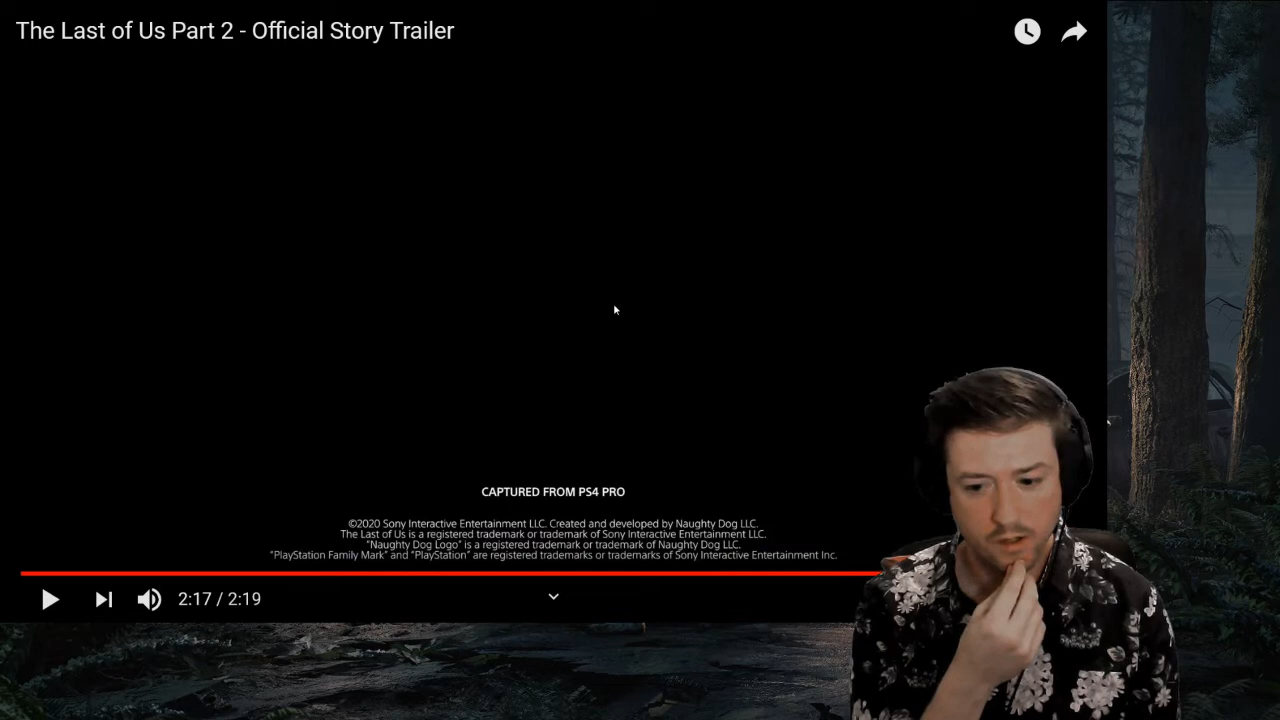 The Last of Us Part 2 - Official Story Trailer
CAPTURED FROM PS4 PRO
©2020 Sony Interactive Entertainment LLC. Created and developed by Naughty Dog LLC.
The Last of Us is a registered trademark or trademark of Sony Interactive Entertainment LLC.
"Naughty Dog Logo" is a registered trademark or trademark of Naughty Dog LLC.
"PlayStation Family Mark" and "PlayStation" are registered trademarks or trademarks of Sony Interactive Entertainment Inc.
2:17 / 2:19